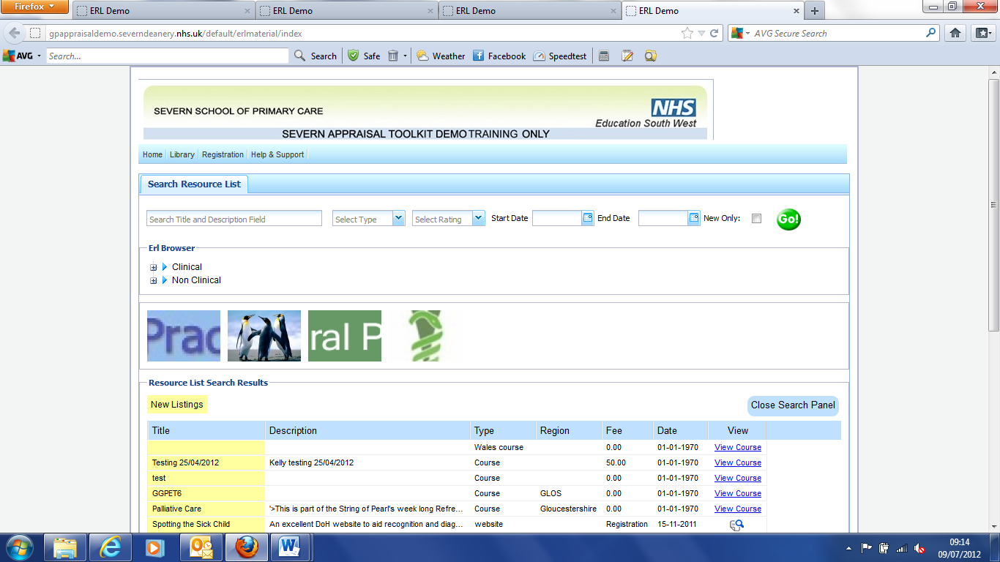 Firefox
ERL Demo
ERL Demo
ERL Demo
ERL Demo
gpappraisaldemo.severndeanery.nhs.uk/default/erlmaterial/index
AVG Secure Search
AVG Search... Search Safe Weather Facebook Speedtest
SEVERN SCHOOL OF PRIMARY CARE
NHS
Education South West
SEVERN APPRAISAL TOOLKIT DEMO TRAINING ONLY
Home Library Registration Help & Support
Search Resource List
Search Title and Description Field Select Type Select Rating Start Date End Date New Only: Go!
Erl Browser
Clinical
Non Clinical
Prac
ral P
Resource List Search Results
New Listings
Close Search Panel
Title Description Type Region Fee Date View
Wales course 0.00 01-01-1970 View Course
Testing 25/04/2012 Kelly testing 25/04/2012 Course 50.00 01-01-1970 View Course
test Course 0.00 01-01-1970 View Course
GGPET6 Course GLOS 0.00 01-01-1970 View Course
Palliative Care '>This is part of the String of Pearl's week long Refre... Course Gloucestershire 0.00 01-01-1970 View Course
Spotting the Sick Child An excellent DoH website to aid recognition and diag... website Registration 15-11-2011
09:14
09/07/2012